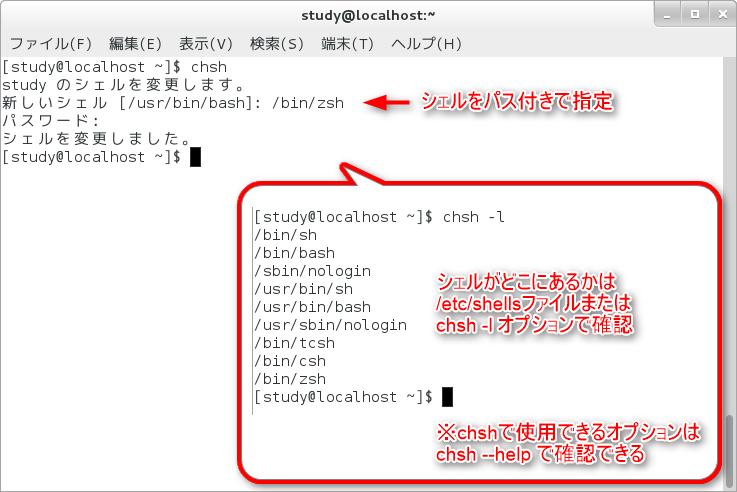 study@localhost:~
ファイル(F) 編集(E) 表示(V) 検索(S) 端末(T) ヘルプ(H)
[study@localhost ~]$ chsh
study のシェルを変更します。
新しいシェル [/usr/bin/bash]: /bin/zsh
シェルをパス付きで指定
パスワード:
シェルを変更しました。
[study@localhost ~]$
[study@localhost ~]$ chsh -l
/bin/sh
/bin/bash
/sbin/nologin
/usr/bin/sh
/usr/bin/bash
/usr/sbin/nologin
/bin/tcsh
/bin/csh
/bin/zsh
[study@localhost ~]$
シェルがどこにあるかは
/etc/shellsファイルまたは
chsh -l オプションで確認
※chshで使用できるオプションは
chsh --help で確認できる